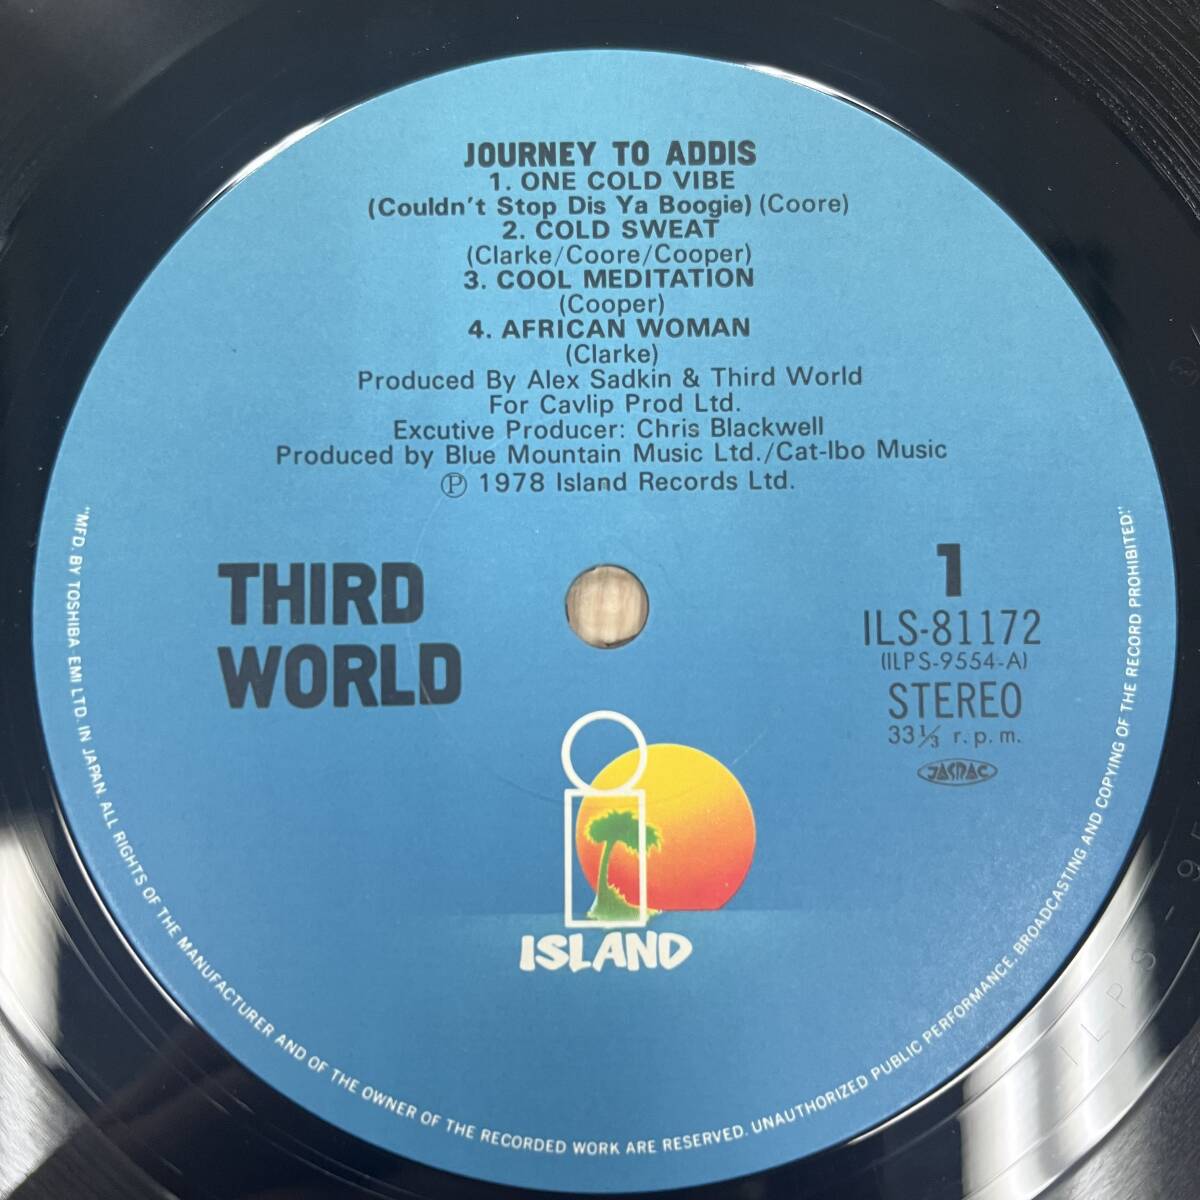 JOURNEY TO ADDIS
1. ONE COLD VIBE
(Couldn't Stop Dis Ya Boogie) (Coore)
2. COLD SWEAT
(Clarke/Coore/Cooper)
3. COOL MEDITATION
(Cooper)
4. AFRICAN WOMAN
(Clarke)
Produced By Alex Sadkin & Third World
For Cavlip Prod Ltd.
Excutive Producer: Chris Blackwell
Produced by Blue Mountain Music Ltd./Cat-Ibo Music
Ⓟ 1978 Island Records Ltd.
THIRD
WORLD
1
ILS-81172
(ILPS-9554-A)
STEREO
33⅓ r.p.m.
JASRAC
i
ISLAND
"MFD. BY TOSHIBA EMI LTD. IN JAPAN. ALL RIGHTS OF THE MANUFACTURER AND OF THE OWNER OF THE RECORDED WORK ARE RESERVED. UNAUTHORIZED PUBLIC PERFORMANCE, BROADCASTING AND COPYING OF THE RECORD PROHIBITED."
ILPS-9